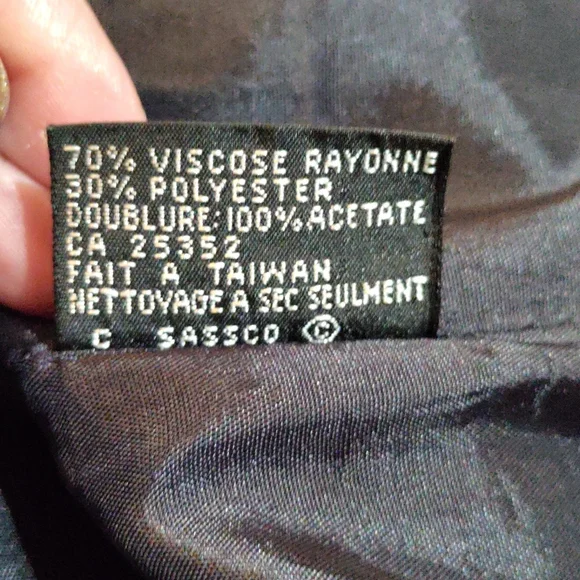 70% VISCOSE RAYONNE
30% POLYESTER
DOUBLURE:100% ACETATE
CA 25352
FAIT A TAIWAN
NETTOYAGE A SEC SEULMENT
C SASSCO ©